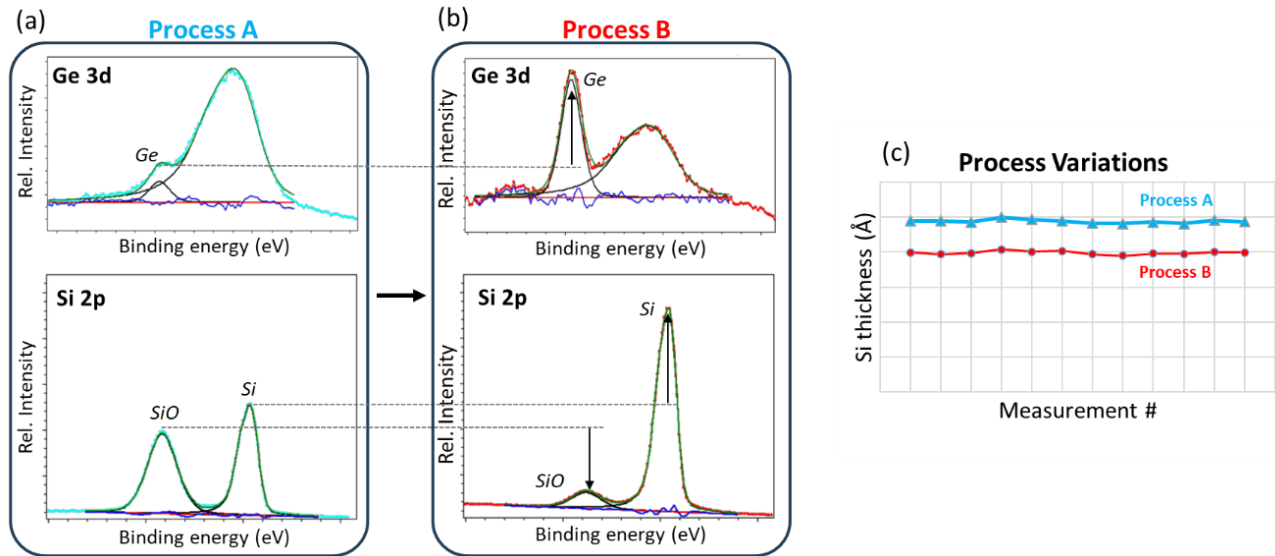 (a)
Process A
Ge 3d
Ge
Rel. Intensity
Binding energy (eV)
Si 2p
SiO
Si
Rel. Intensity
Binding energy (eV)
(b)
Process B
Ge 3d
Ge
Rel. Intensity
Binding energy (eV)
Si 2p
Si
SiO
Rel. Intensity
Binding energy (eV)
(c)
Process Variations
Process A
Process B
Si thickness (Å)
Measurement #